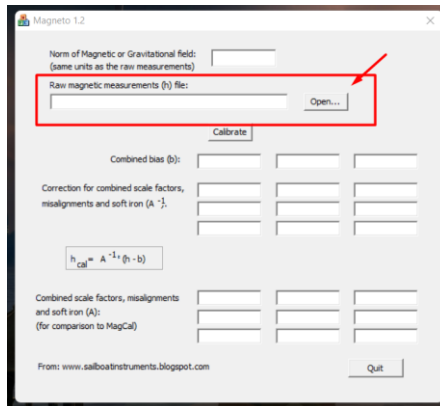 Magneto 1.2
Norm of Magnetic or Gravitational field:
(same units as the raw measurements)
Raw magnetic measurements (h) file:
Open...
Calibrate
Combined bias (b):
Correction for combined scale factors,
misalignments and soft iron (A -1).
h cal = A -1 * (h - b)
Combined scale factors, misalignments
and soft iron (A):
(for comparison to MagCal)
From: www.sailboatinstruments.blogspot.com
Quit